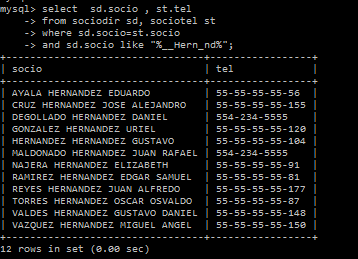 mysql> select  sd.socio , st.tel
    -> from sociodir sd, sociotel st
    -> where sd.socio=st.socio
    -> and sd.socio like "%__Hern_nd%";
+------------------------------+------------------+
| socio                        | tel              |
+------------------------------+------------------+
| AYALA HERNANDEZ EDUARDO      | 55-55-55-55-56   |
| CRUZ HERNANDEZ JOSE ALEJANDRO | 55-55-55-55-155 |
| DEGOLLADO HERNANDEZ DANIEL   | 554-234-5555     |
| GONZALEZ HERNANDEZ URIEL     | 55-55-55-55-120  |
| HERNANDEZ HERNANDEZ GUSTAVO  | 55-55-55-55-104  |
| MALDONADO HERNANDEZ JUAN RAFAEL | 554-234-5555  |
| NAJERA HERNANDEZ ELIZABETH   | 55-55-55-55-91   |
| RAMIREZ HERNANDEZ EDGAR SAMUEL | 55-55-55-55-81 |
| REYES HERNANDEZ JUAN ALFREDO | 55-55-55-55-177  |
| TORRES HERNANDEZ OSCAR OSVALDO | 55-55-55-55-87 |
| VALDES HERNANDEZ GUSTAVO DANIEL | 55-55-55-55-148 |
| VAZQUEZ HERNANDEZ MIGUEL ANGEL | 55-55-55-55-150 |
+------------------------------+------------------+
12 rows in set (0.00 sec)